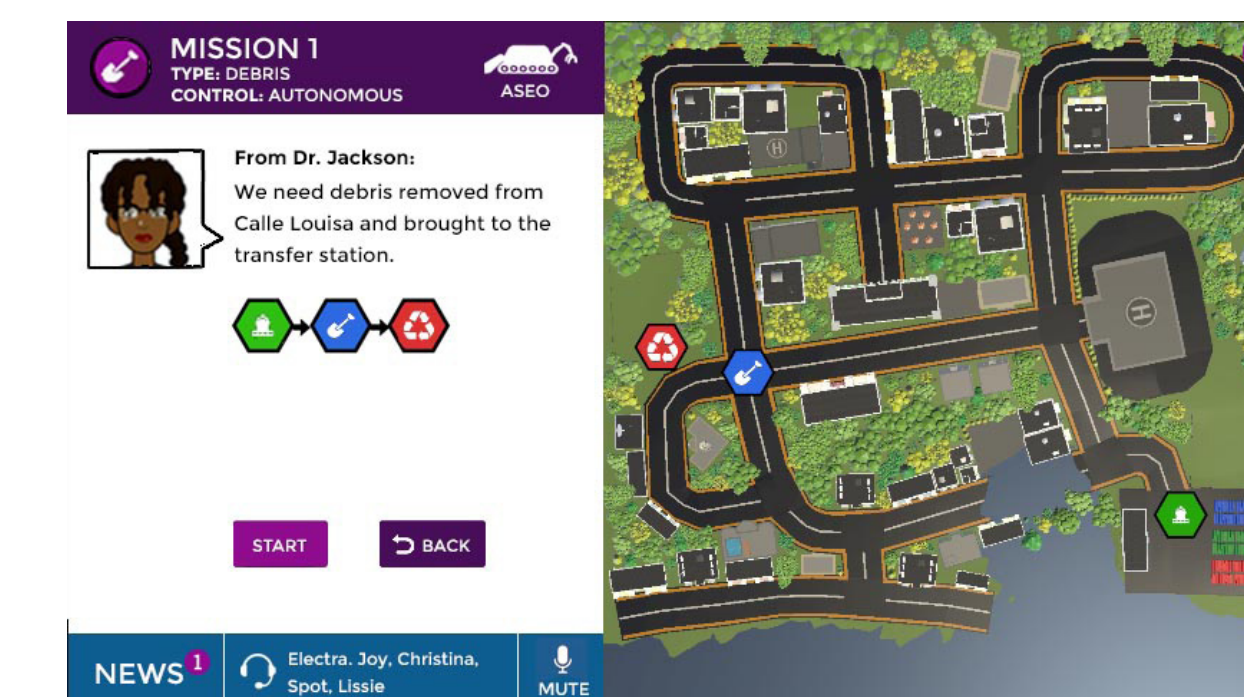 MISSION 1
TYPE: DEBRIS
CONTROL: AUTONOMOUS
ASEO
From Dr. Jackson:
We need debris removed from
Calle Louisa and brought to the
transfer station.
START
BACK
NEWS 1
Electra. Joy, Christina,
Spot, Lissie
MUTE
H
H